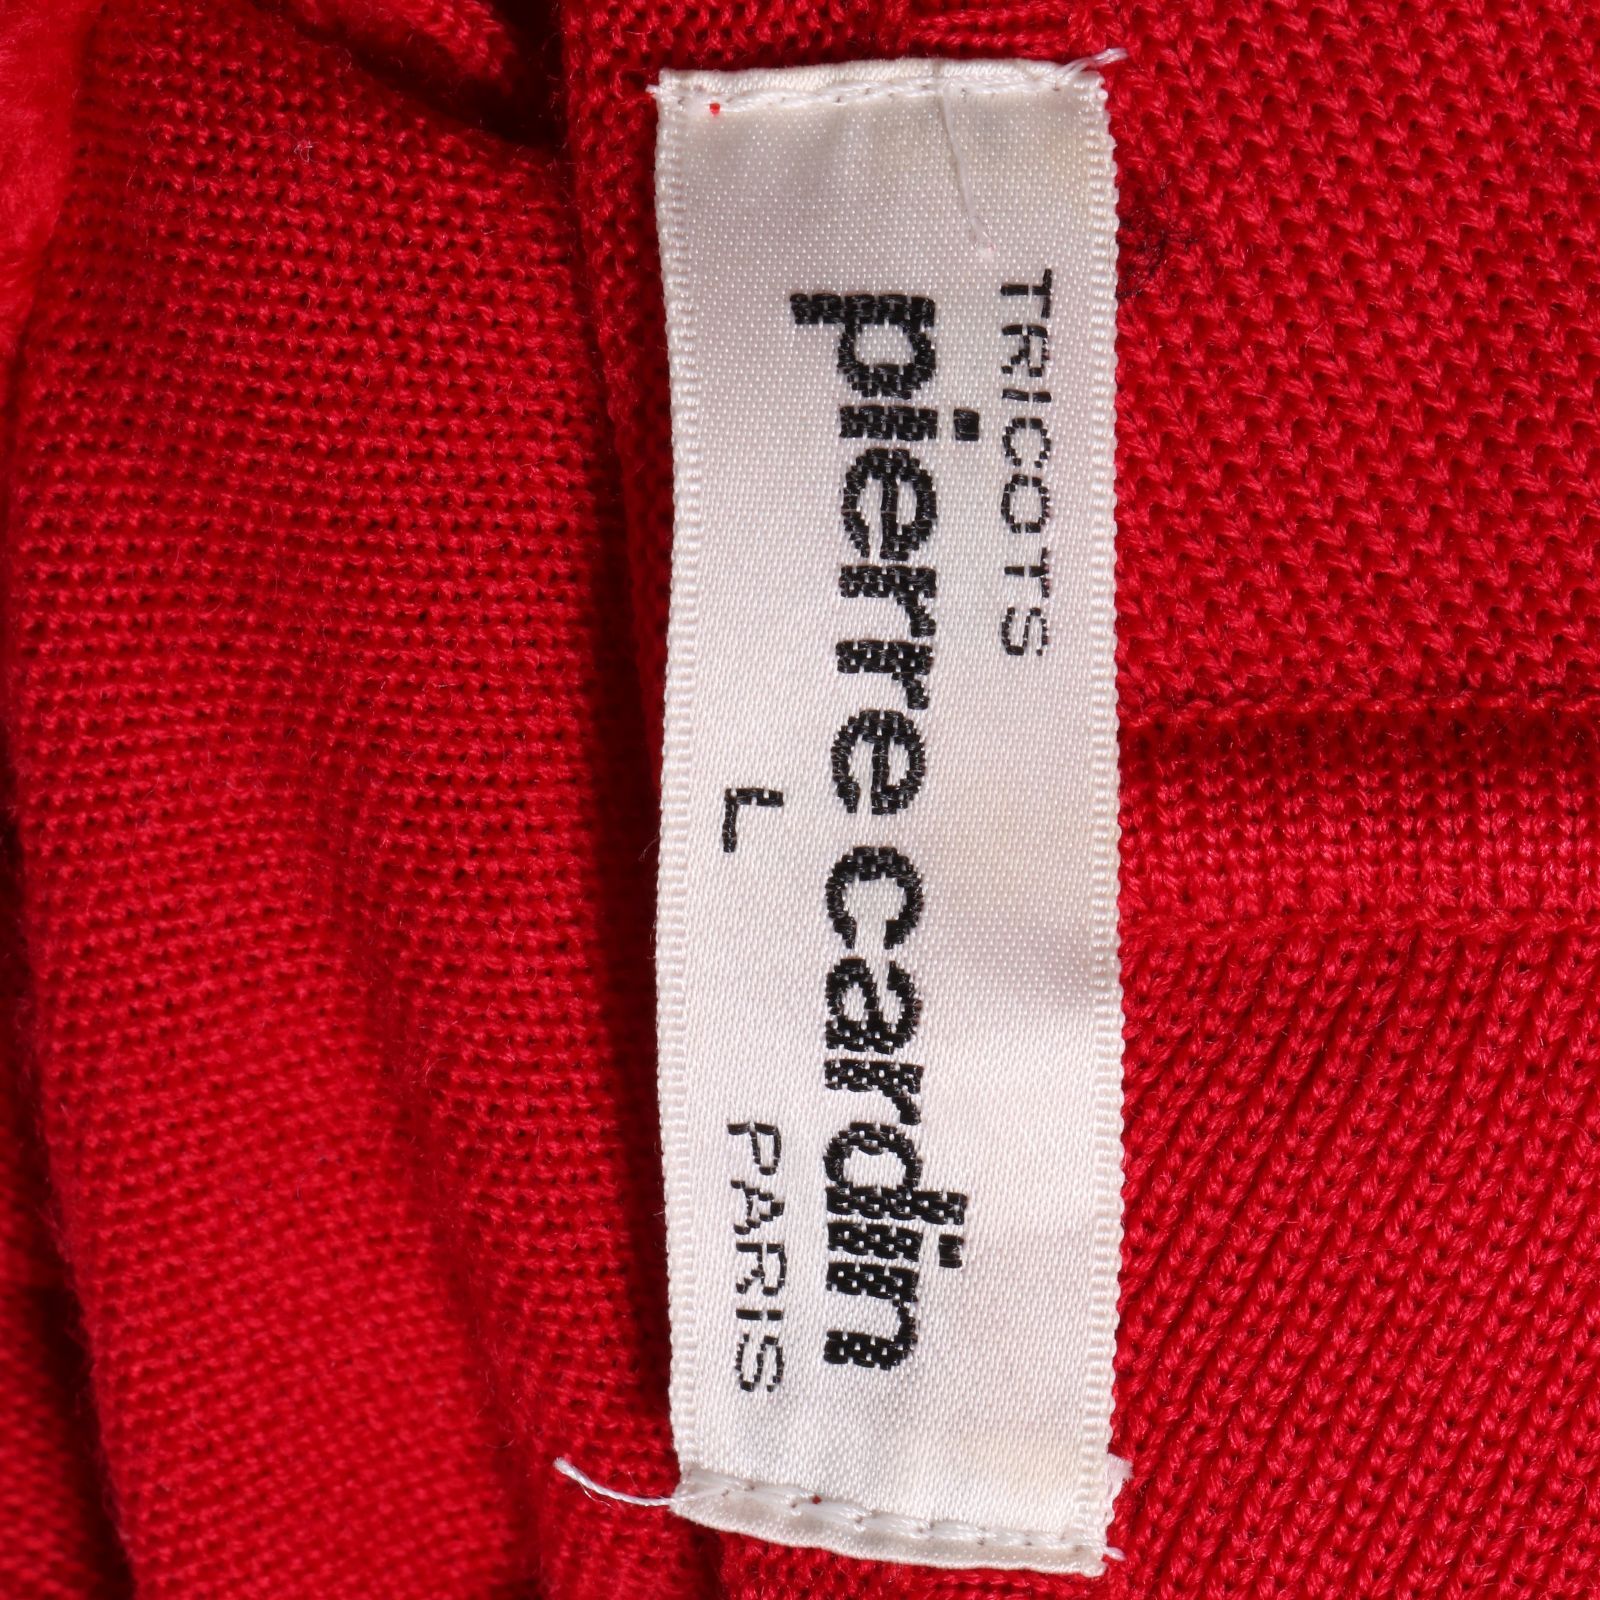 TRICOTS
pierre cardin
L
PARIS